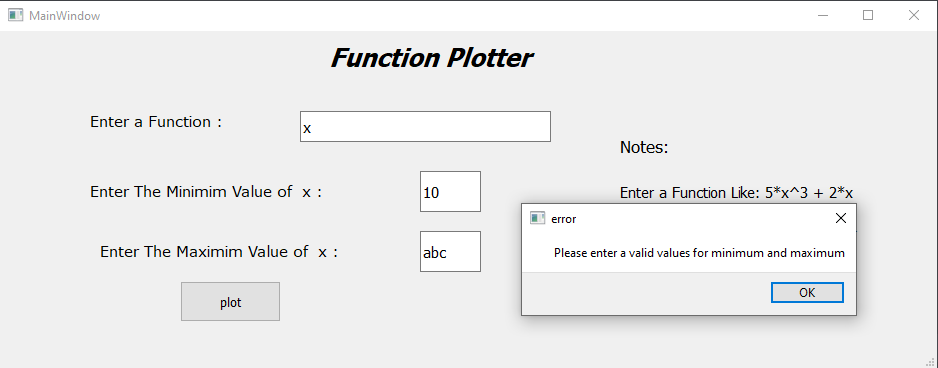 MainWindow
Function Plotter
Enter a Function :
x
Notes:
Enter The Minimim Value of x :
10
Enter a Function Like: 5*x^3 + 2*x
error
Enter The Maximim Value of x :
abc
Please enter a valid values for minimum and maximum
plot
OK